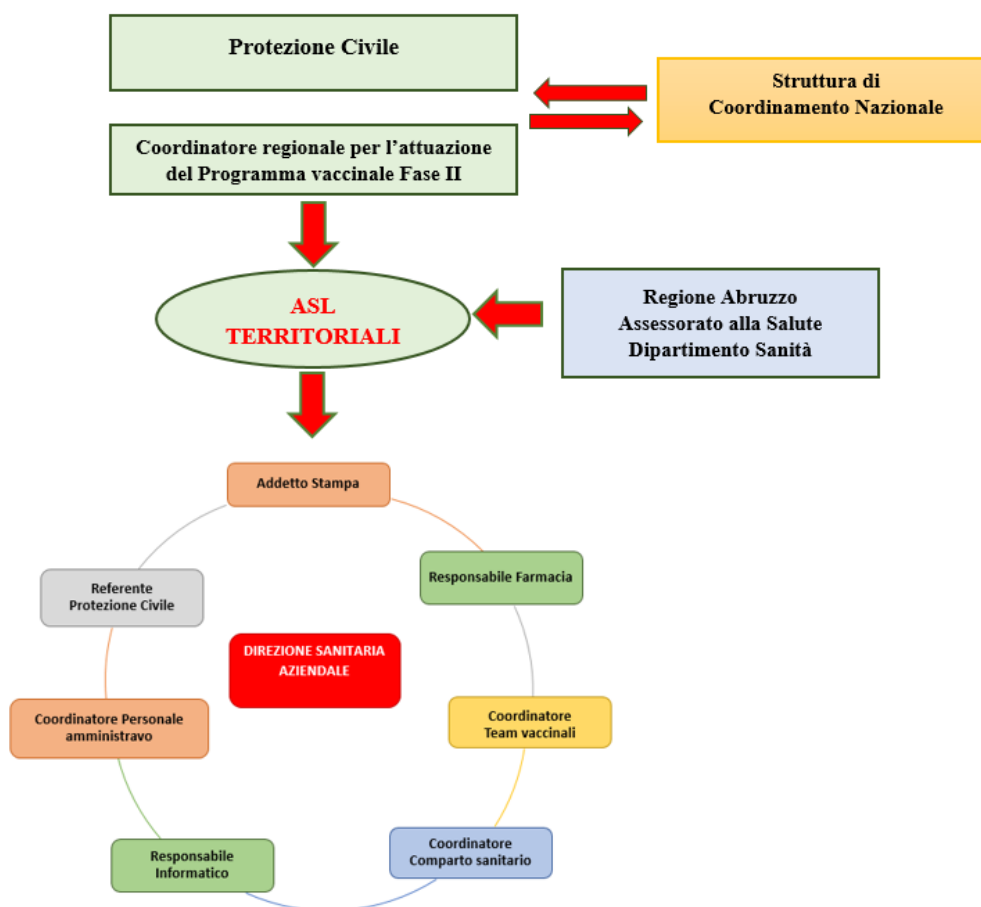 Protezione Civile
Struttura di
Coordinamento Nazionale
Coordinatore regionale per l'attuazione
del Programma vaccinale Fase II
ASL
TERRITORIALI
Regione Abruzzo
Assessorato alla Salute
Dipartimento Sanità
Addetto Stampa
Responsabile Farmacia
Referente
Protezione Civile
DIREZIONE SANITARIA
AZIENDALE
Coordinatore Personale
amministravo
Coordinatore
Team vaccinali
Coordinatore
Comparto sanitario
Responsabile
Informatico